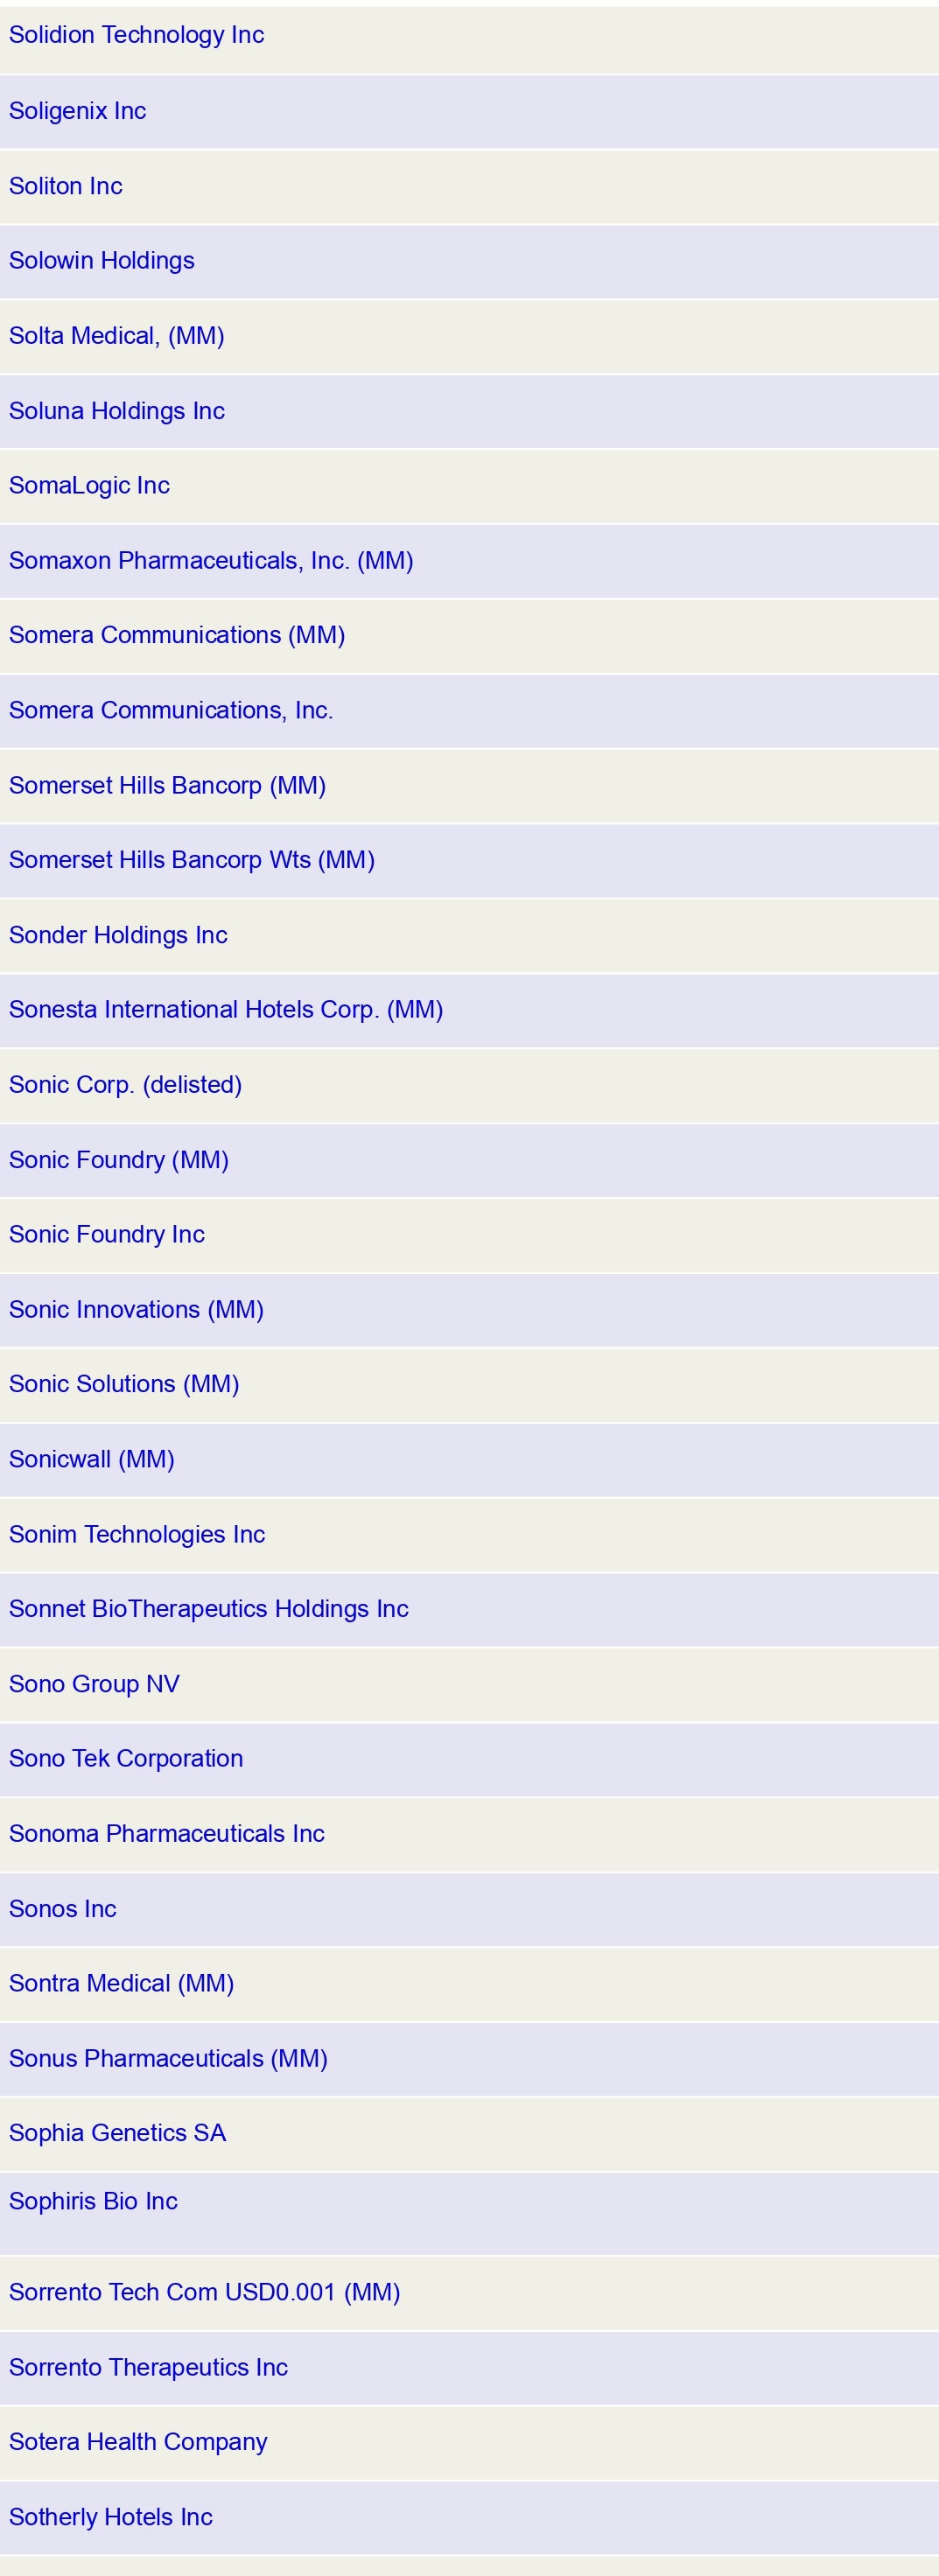 Solidion Technology Inc
Soligenix Inc
Soliton Inc
Solowin Holdings
Solta Medical, (MM)
Soluna Holdings Inc
SomaLogic Inc
Somaxon Pharmaceuticals, Inc. (MM)
Somera Communications (MM)
Somera Communications, Inc.
Somerset Hills Bancorp (MM)
Somerset Hills Bancorp Wts (MM)
Sonder Holdings Inc
Sonesta International Hotels Corp. (MM)
Sonic Corp. (delisted)
Sonic Foundry (MM)
Sonic Foundry Inc
Sonic Innovations (MM)
Sonic Solutions (MM)
Sonicwall (MM)
Sonim Technologies Inc
Sonnet BioTherapeutics Holdings Inc
Sono Group NV
Sono Tek Corporation
Sonoma Pharmaceuticals Inc
Sonos Inc
Sontra Medical (MM)
Sonus Pharmaceuticals (MM)
Sophia Genetics SA
Sophiris Bio Inc
Sorrento Tech Com USD0.001 (MM)
Sorrento Therapeutics Inc
Sotera Health Company
Sotherly Hotels Inc